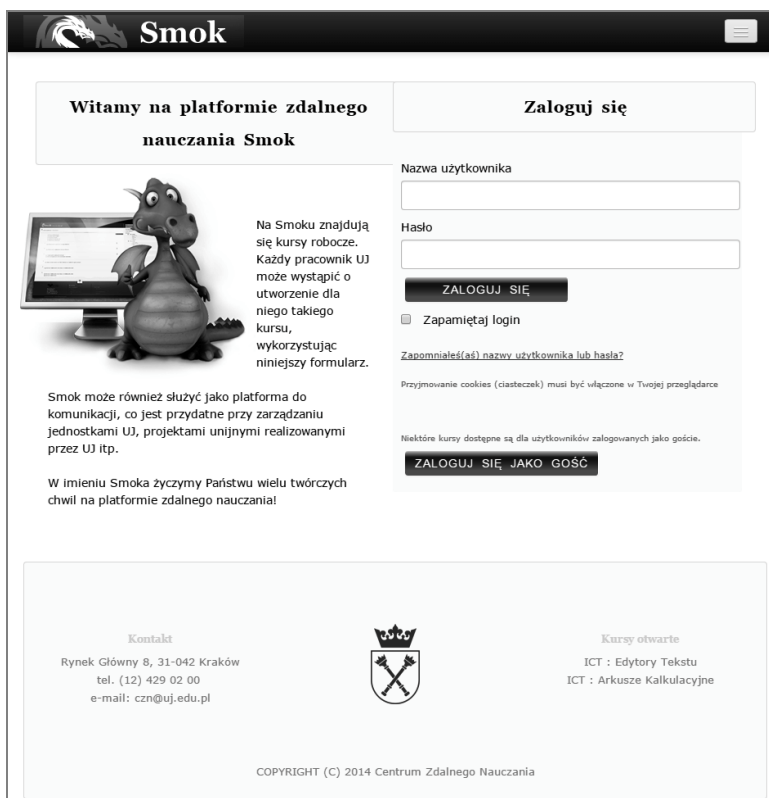 Smok
Witamy na platformie zdalnego
nauczania Smok
Na Smoku znajdują
się kursy robocze.
Każdy pracownik UJ
może wystąpić o
utworzenie dla
niego takiego
kursu,
wykorzystując
niniejszy formularz.
Smok może również służyć jako platforma do
komunikacji, co jest przydatne przy zarządzaniu
jednostkami UJ, projektami unijnymi realizowanymi
przez UJ itp.
W imieniu Smoka życzymy Państwu wielu twórczych
chwil na platformie zdalnego nauczania!
Zaloguj się
Nazwa użytkownika
Hasło
ZALOGUJ SIĘ
Zapamiętaj login
Zapomniałeś(aś) nazwy użytkownika lub hasła?
Przyjmowanie cookies (ciasteczek) musi być włączone w Twojej przeglądarce
Niektóre kursy dostępne są dla użytkowników zalogowanych jako goście.
ZALOGUJ SIĘ JAKO GOŚĆ
Kontakt
Rynek Główny 8, 31-042 Kraków
tel. (12) 429 02 00
e-mail: czn@uj.edu.pl
Kursy otwarte
ICT : Edytory Tekstu
ICT : Arkusze Kalkulacyjne
COPYRIGHT (C) 2014 Centrum Zdalnego Nauczania